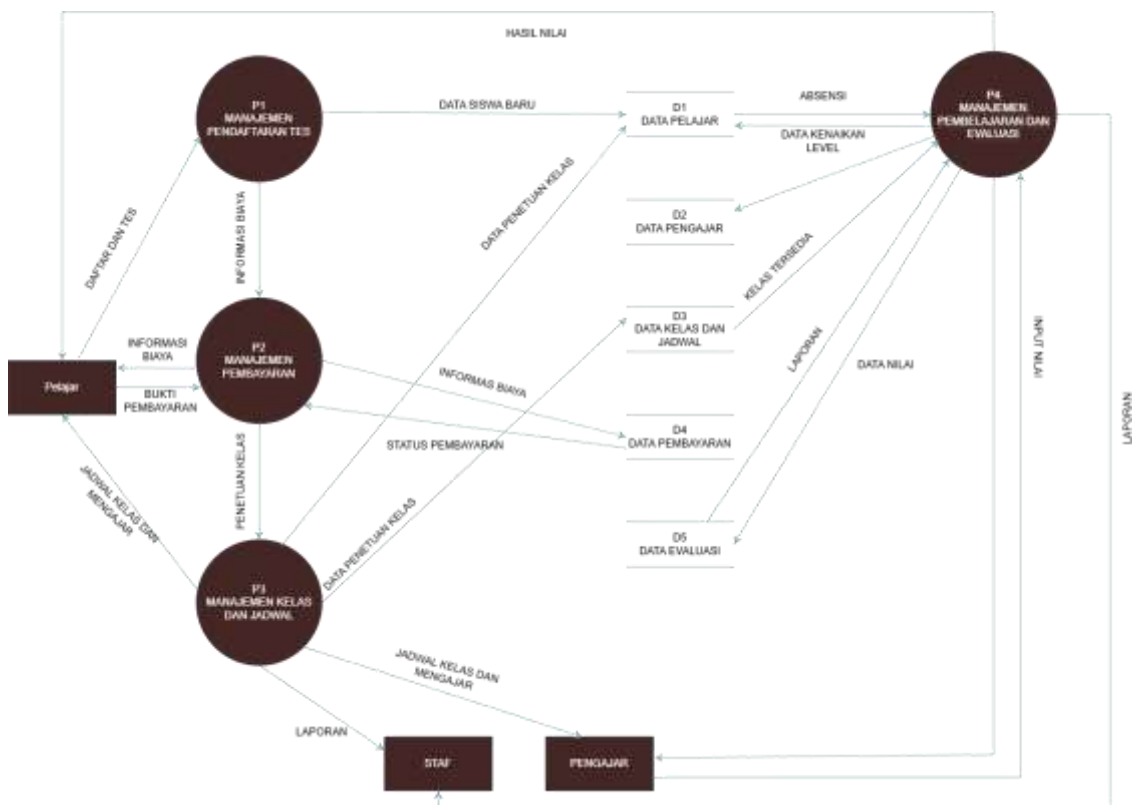 HASIL NILAI
P1
MANAJEMEN
PENDAFTARAN TES
DATA SISWA BARU
D1
DATA PELAJAR
ABSENSI
P4
MANAJEMEN
PEMBELAJARAN DAN
EVALUASI
DATA KENAIKAN
LEVEL
DAFTAR DAN TES
INFORMASI BIAYA
DATA PENETUAN KELAS
D2
DATA PENGAJAR
KELAS TERSEDIA
P2
MANAJEMEN
PEMBAYARAN
INFORMASI
BIAYA
Pelajar
BUKTI
PEMBAYARAN
D3
DATA KELAS DAN
JADWAL
INFORMAS BIAYA
LAPORAN
DATA NILAI
INPUT NILAI
LAPORAN
STATUS PEMBAYARAN
D4
DATA PEMBAYARAN
PENETUAN KELAS
JADWAL KELAS DAN
MENGAJAR
DATA PENETUAN KELAS
D5
DATA EVALUASI
P3
MANAJEMEN KELAS
DAN JADWAL
JADWAL KELAS DAN
MENGAJAR
LAPORAN
STAF
PENGAJAR